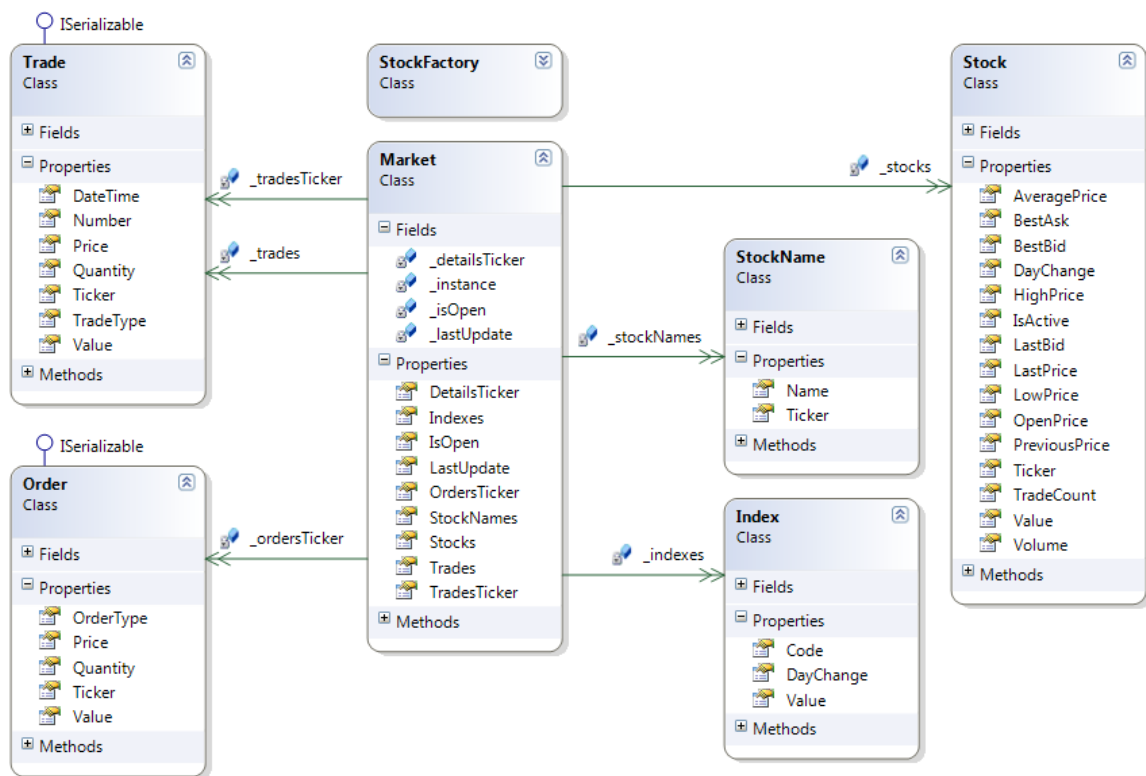 ISerializable
Trade
Class
Fields
Properties
DateTime
Number
Price
Quantity
Ticker
TradeType
Value
Methods
ISerializable
Order
Class
Fields
Properties
OrderType
Price
Quantity
Ticker
Value
Methods
_tradesTicker
_trades
_ordersTicker
StockFactory
Class
Market
Class
Fields
_detailsTicker
_instance
_isOpen
_lastUpdate
Properties
DetailsTicker
Indexes
IsOpen
LastUpdate
OrdersTicker
StockNames
Stocks
Trades
TradesTicker
Methods
_stocks
_stockNames
_indexes
StockName
Class
Fields
Properties
Name
Ticker
Methods
Index
Class
Fields
Properties
Code
DayChange
Value
Methods
Stock
Class
Fields
Properties
AveragePrice
BestAsk
BestBid
DayChange
HighPrice
IsActive
LastBid
LastPrice
LowPrice
OpenPrice
PreviousPrice
Ticker
TradeCount
Value
Volume
Methods